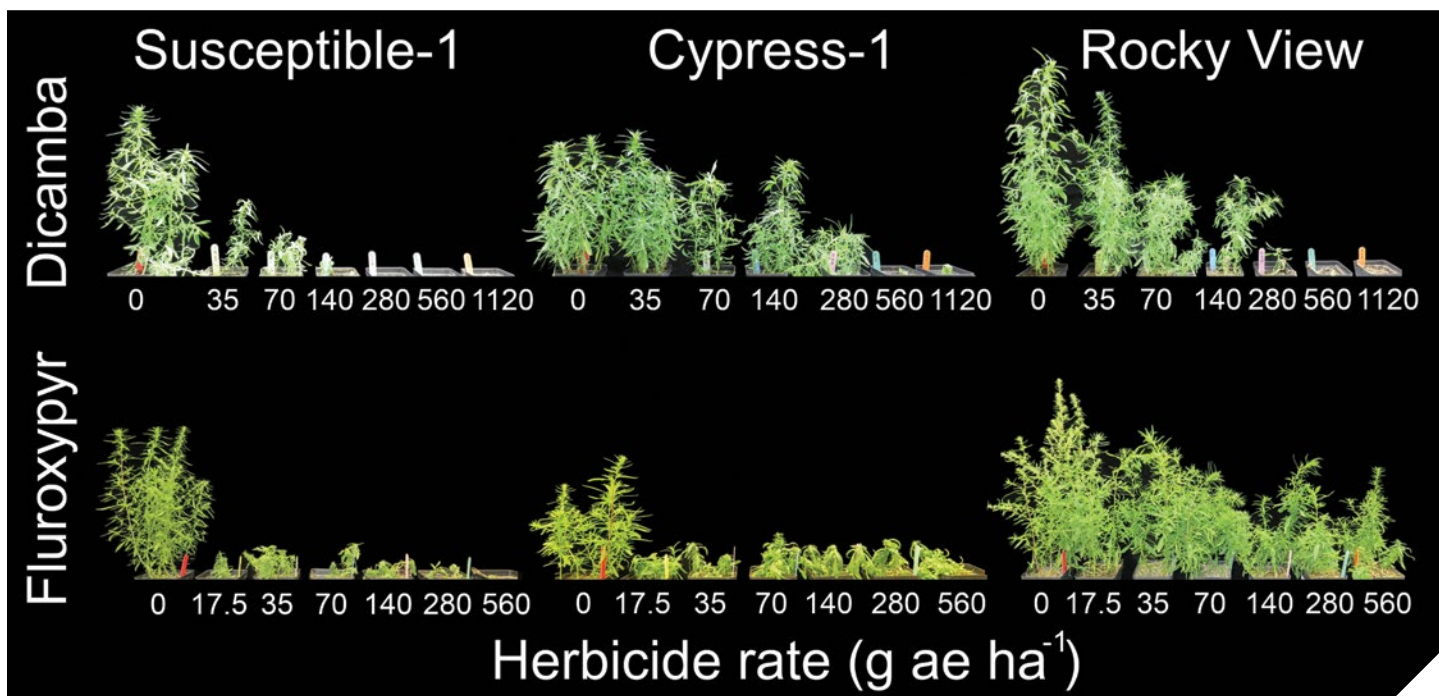 Susceptible-1 Cypress-1 Rocky View
Dicamba
0 35 70 140 280 560 1120 0 35 70 140 280 560 1120 0 35 70 140 280 560 1120
Fluroxypyr
0 17.5 35 70 140 280 560 0 17.5 35 70 140 280 560 0 17.5 35 70 140 280 560
Herbicide rate (g ae ha⁻¹)